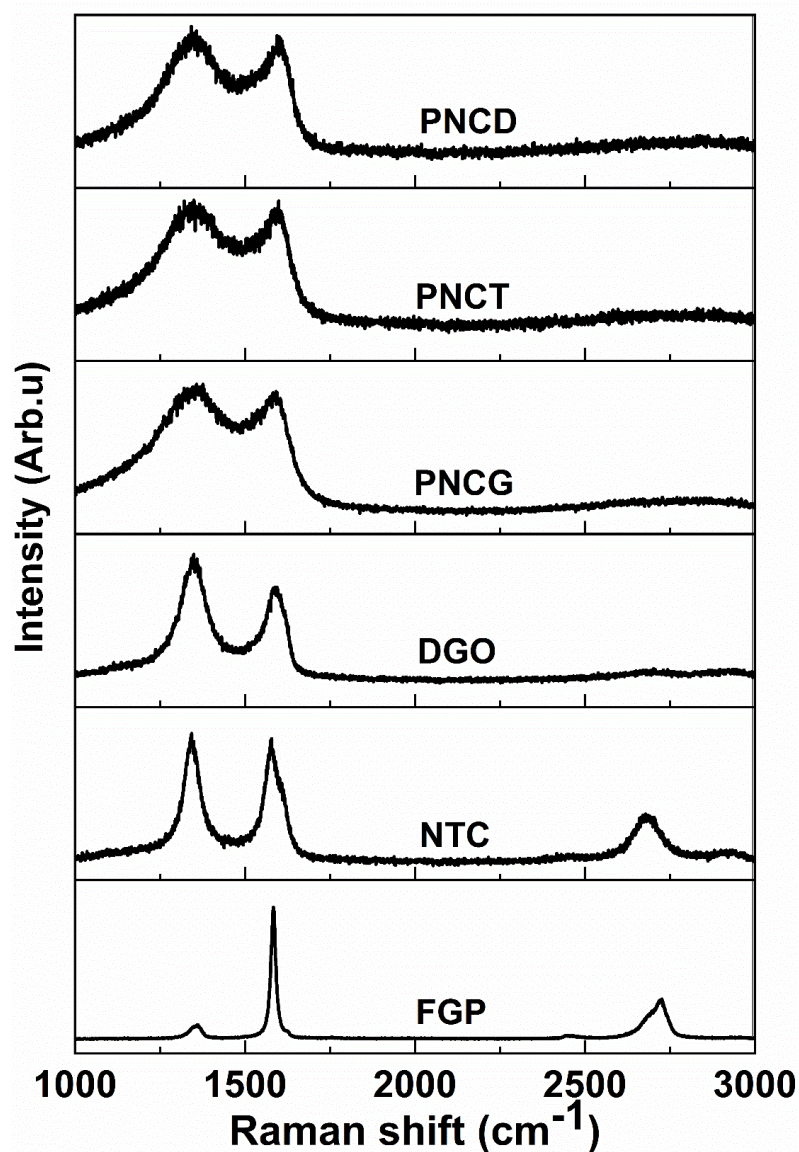 PNCD
PNCT
PNCG
DGO
NTC
FGP
Intensity (Arb.u)
1000 1500 2000 2500 3000
Raman shift (cm-1)